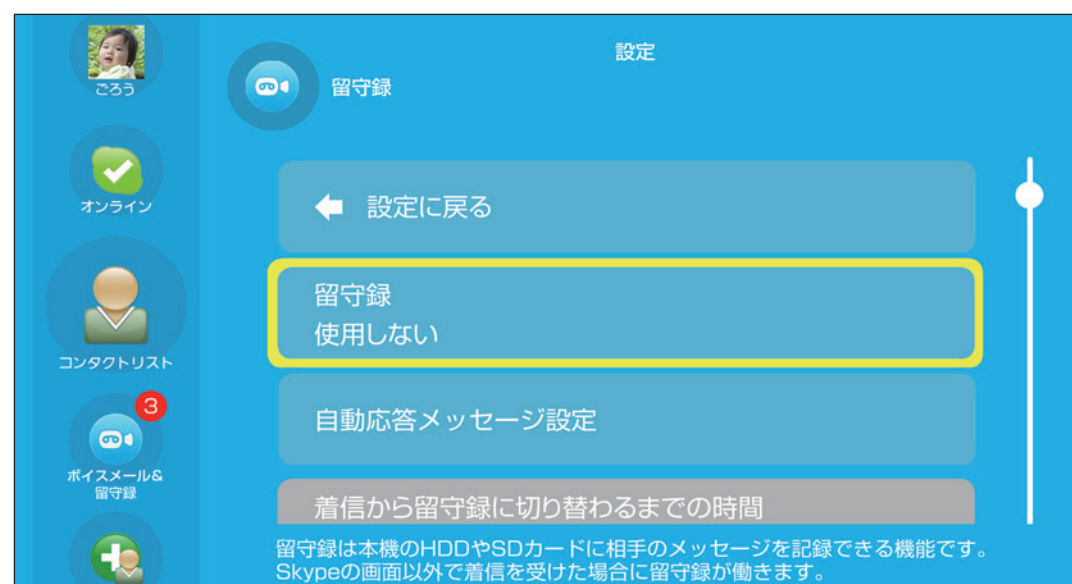 ごろう
オンライン
コンタクトリスト
3
ボイスメール&
留守録
設定
留守録
設定に戻る
留守録
使用しない
自動応答メッセージ設定
着信から留守録に切り替わるまでの時間
留守録は本機のHDDやSDカードに相手のメッセージを記録できる機能です。
Skypeの画面以外で着信を受けた場合に留守録が働きます。